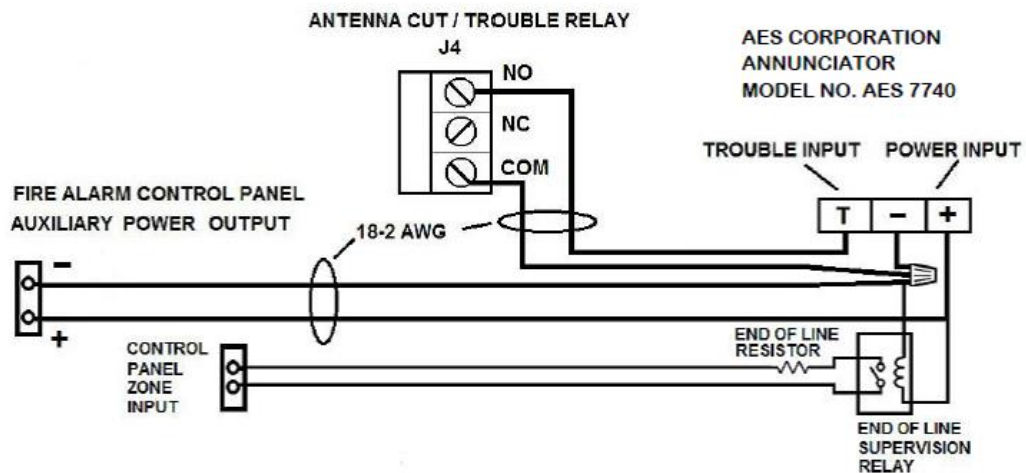 ANTENNA CUT / TROUBLE RELAY
J4
NO
NC
COM
AES CORPORATION
ANNUNCIATOR
MODEL NO. AES 7740
TROUBLE INPUT
POWER INPUT
T
–
+
FIRE ALARM CONTROL PANEL
AUXILIARY POWER OUTPUT
18-2 AWG
–
+
CONTROL
PANEL
ZONE
INPUT
END OF LINE
RESISTOR
END OF LINE
SUPERVISION
RELAY